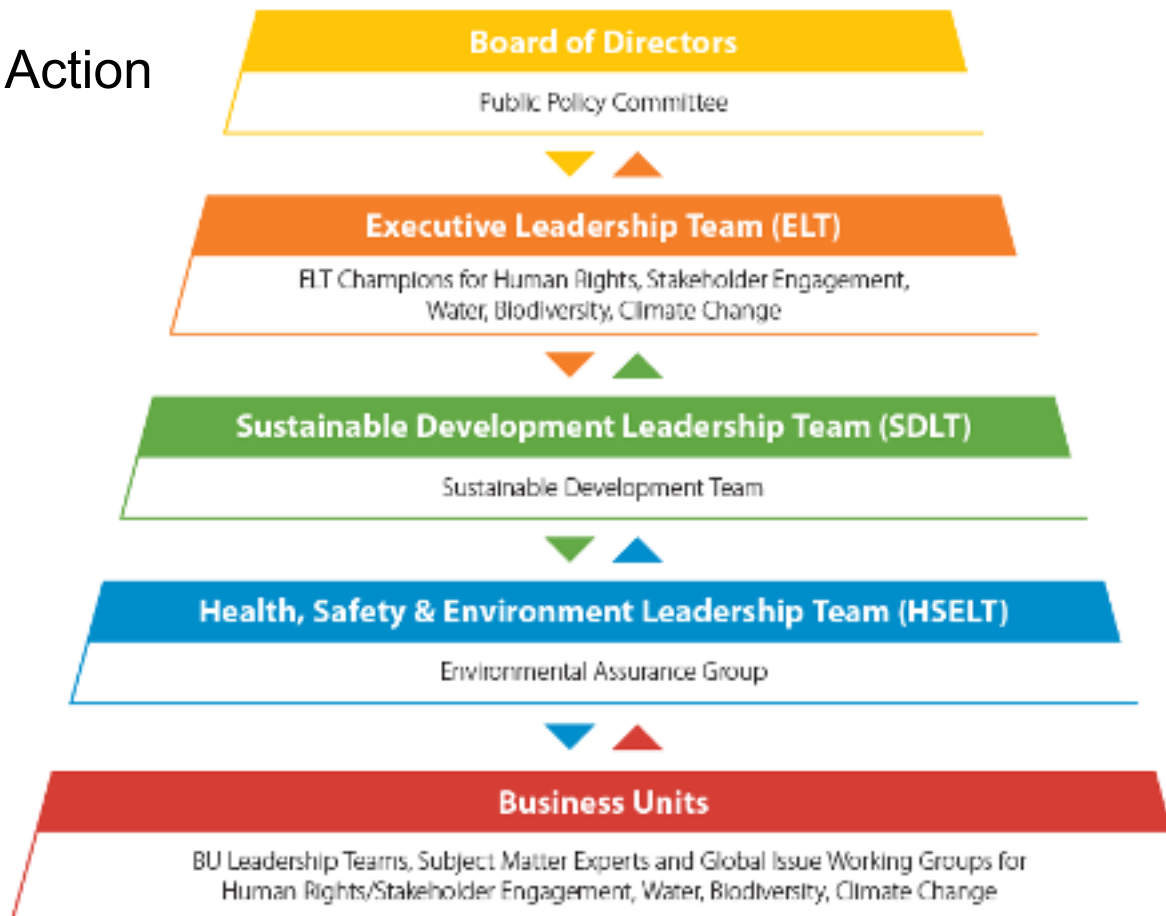 Action
Board of Directors
Public Policy Committee
Executive Leadership Team (ELT)
ELT Champions for Human Rights, Stakeholder Engagement,
Water, Biodiversity, Climate Change
Sustainable Development Leadership Team (SDLT)
Sustainable Development Team
Health, Safety & Environment Leadership Team (HSELT)
Environmental Assurance Group
Business Units
BU Leadership Teams, Subject Matter Experts and Global Issue Working Groups for
Human Rights/Stakeholder Engagement, Water, Biodiversity, Climate Change